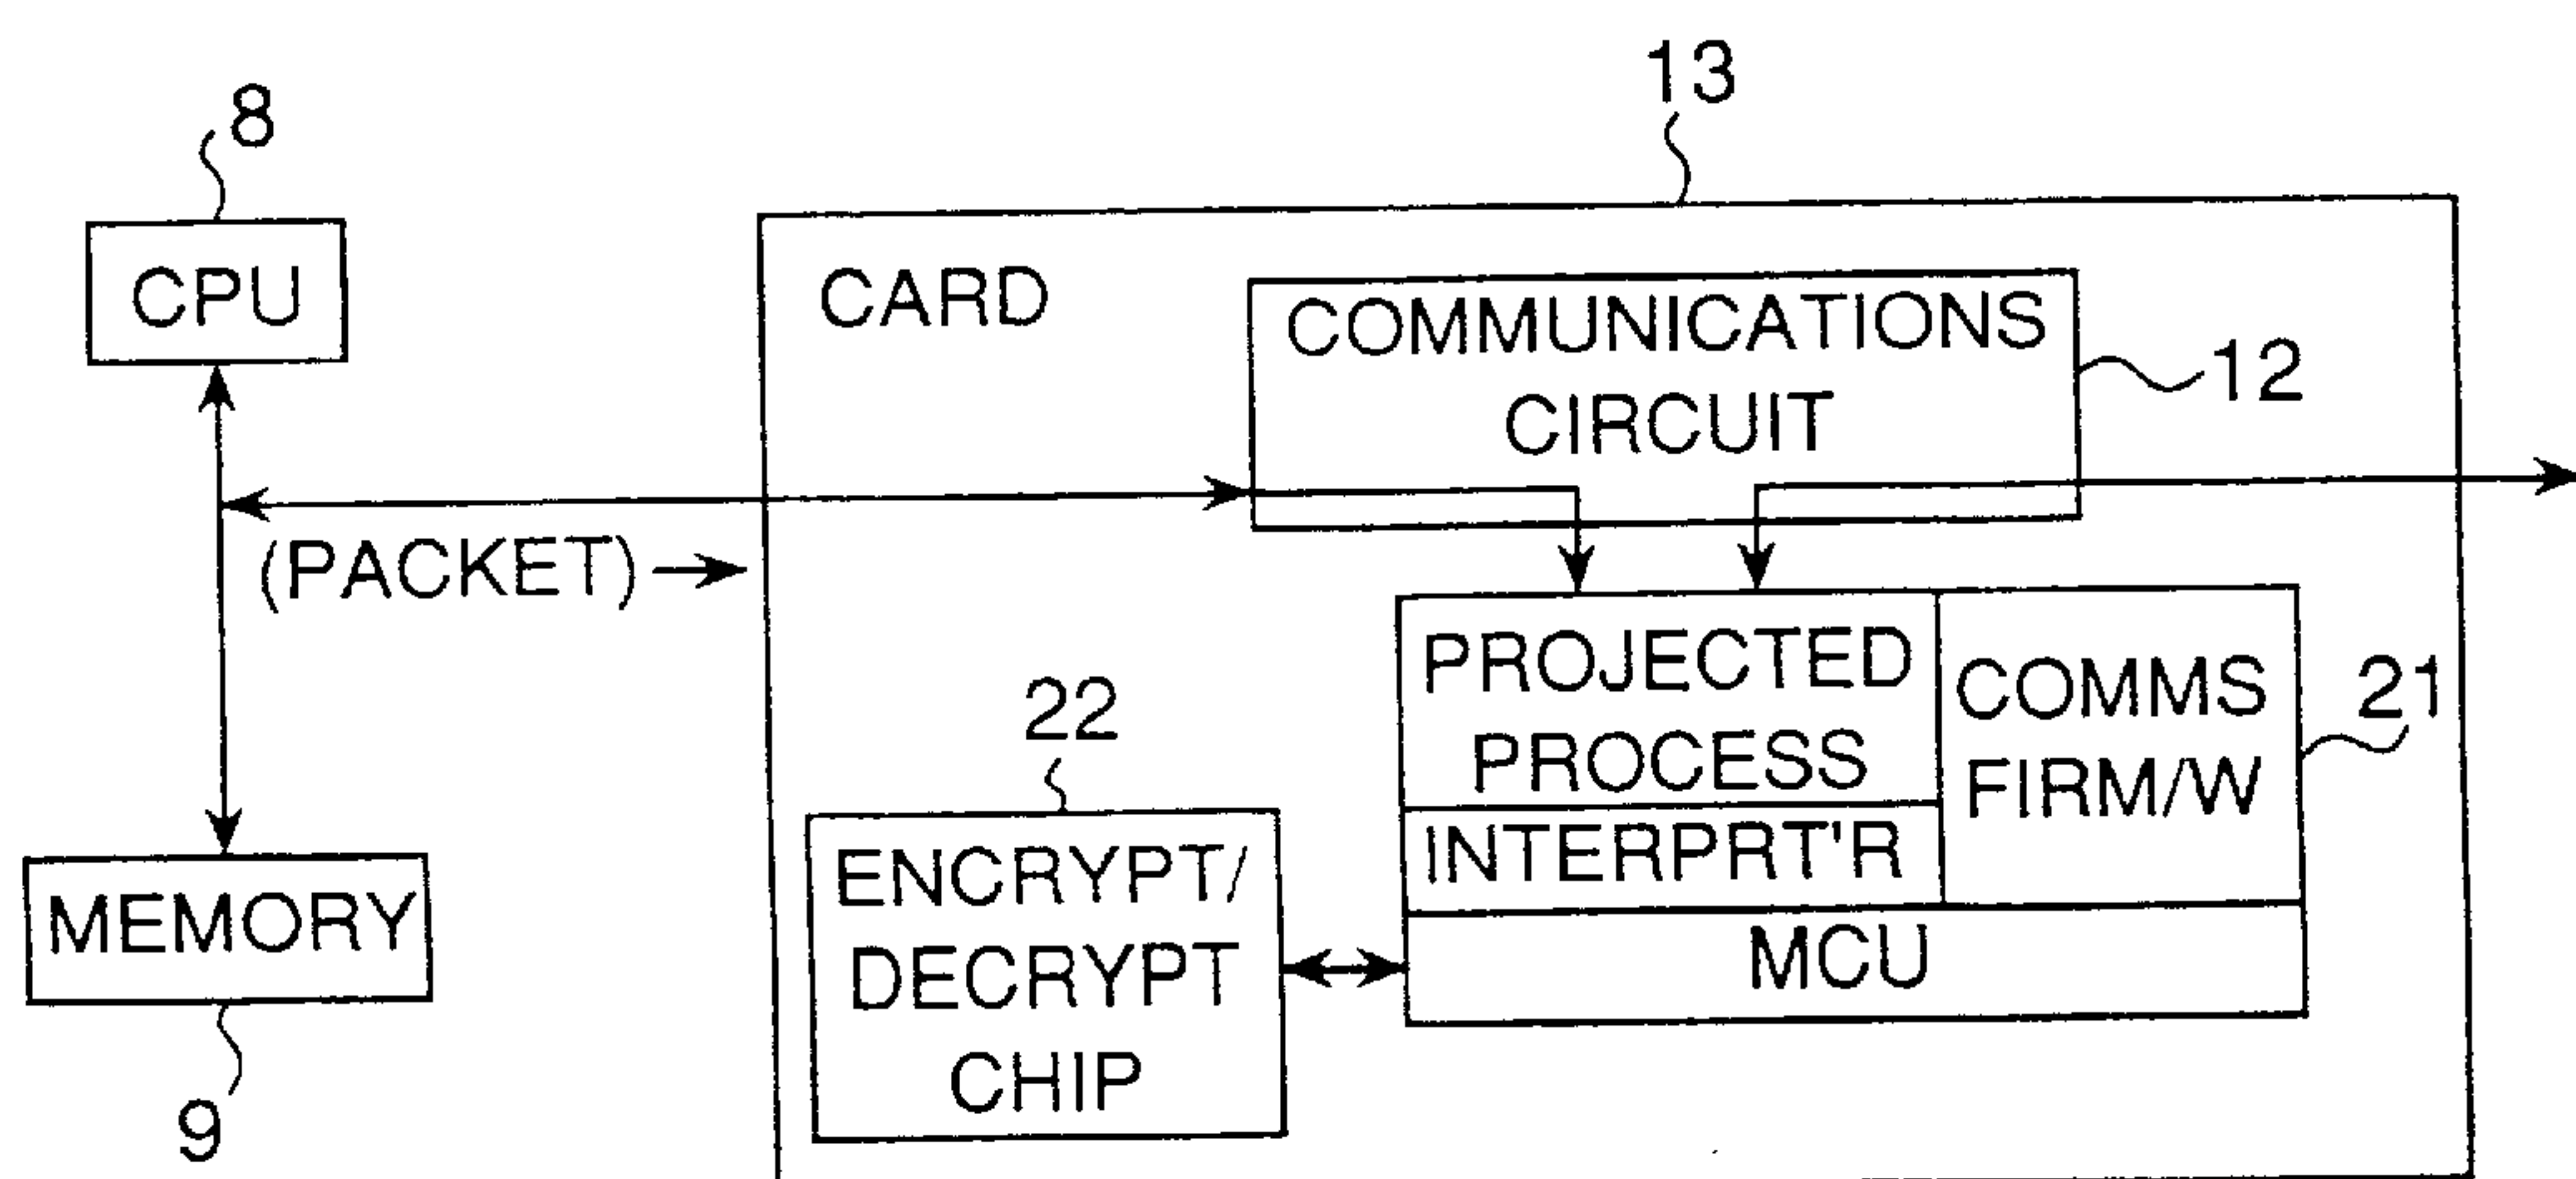 13
8
CPU
CARD
COMMUNICATIONS
CIRCUIT
12
(PACKET)
PROJECTED
PROCESS
COMMS
FIRM/W
21
22
INTERPRT'R
ENCRYPT/
DECRYPT
CHIP
MEMORY
MCU
9